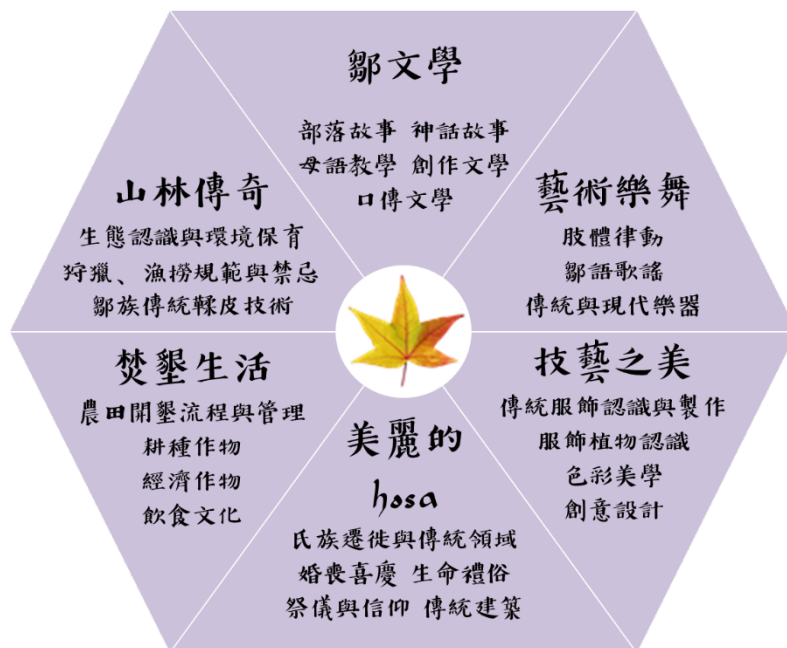 鄒文學
部落故事 神話故事
母語教學 創作文學
口傳文學
藝術樂舞
肢體律動
鄒語歌謠
傳統與現代樂器
技藝之美
傳統服飾認識與製作
服飾植物認識
色彩美學
創意設計
美麗的
hosa
氏族遷徙與傳統領域
婚喪喜慶 生命禮俗
祭儀與信仰 傳統建築
焚墾生活
農田開墾流程與管理
耕種作物
經濟作物
飲食文化
山林傳奇
生態認識與環境保育
狩獵、漁撈規範與禁忌
鄒族傳統鞣皮技術